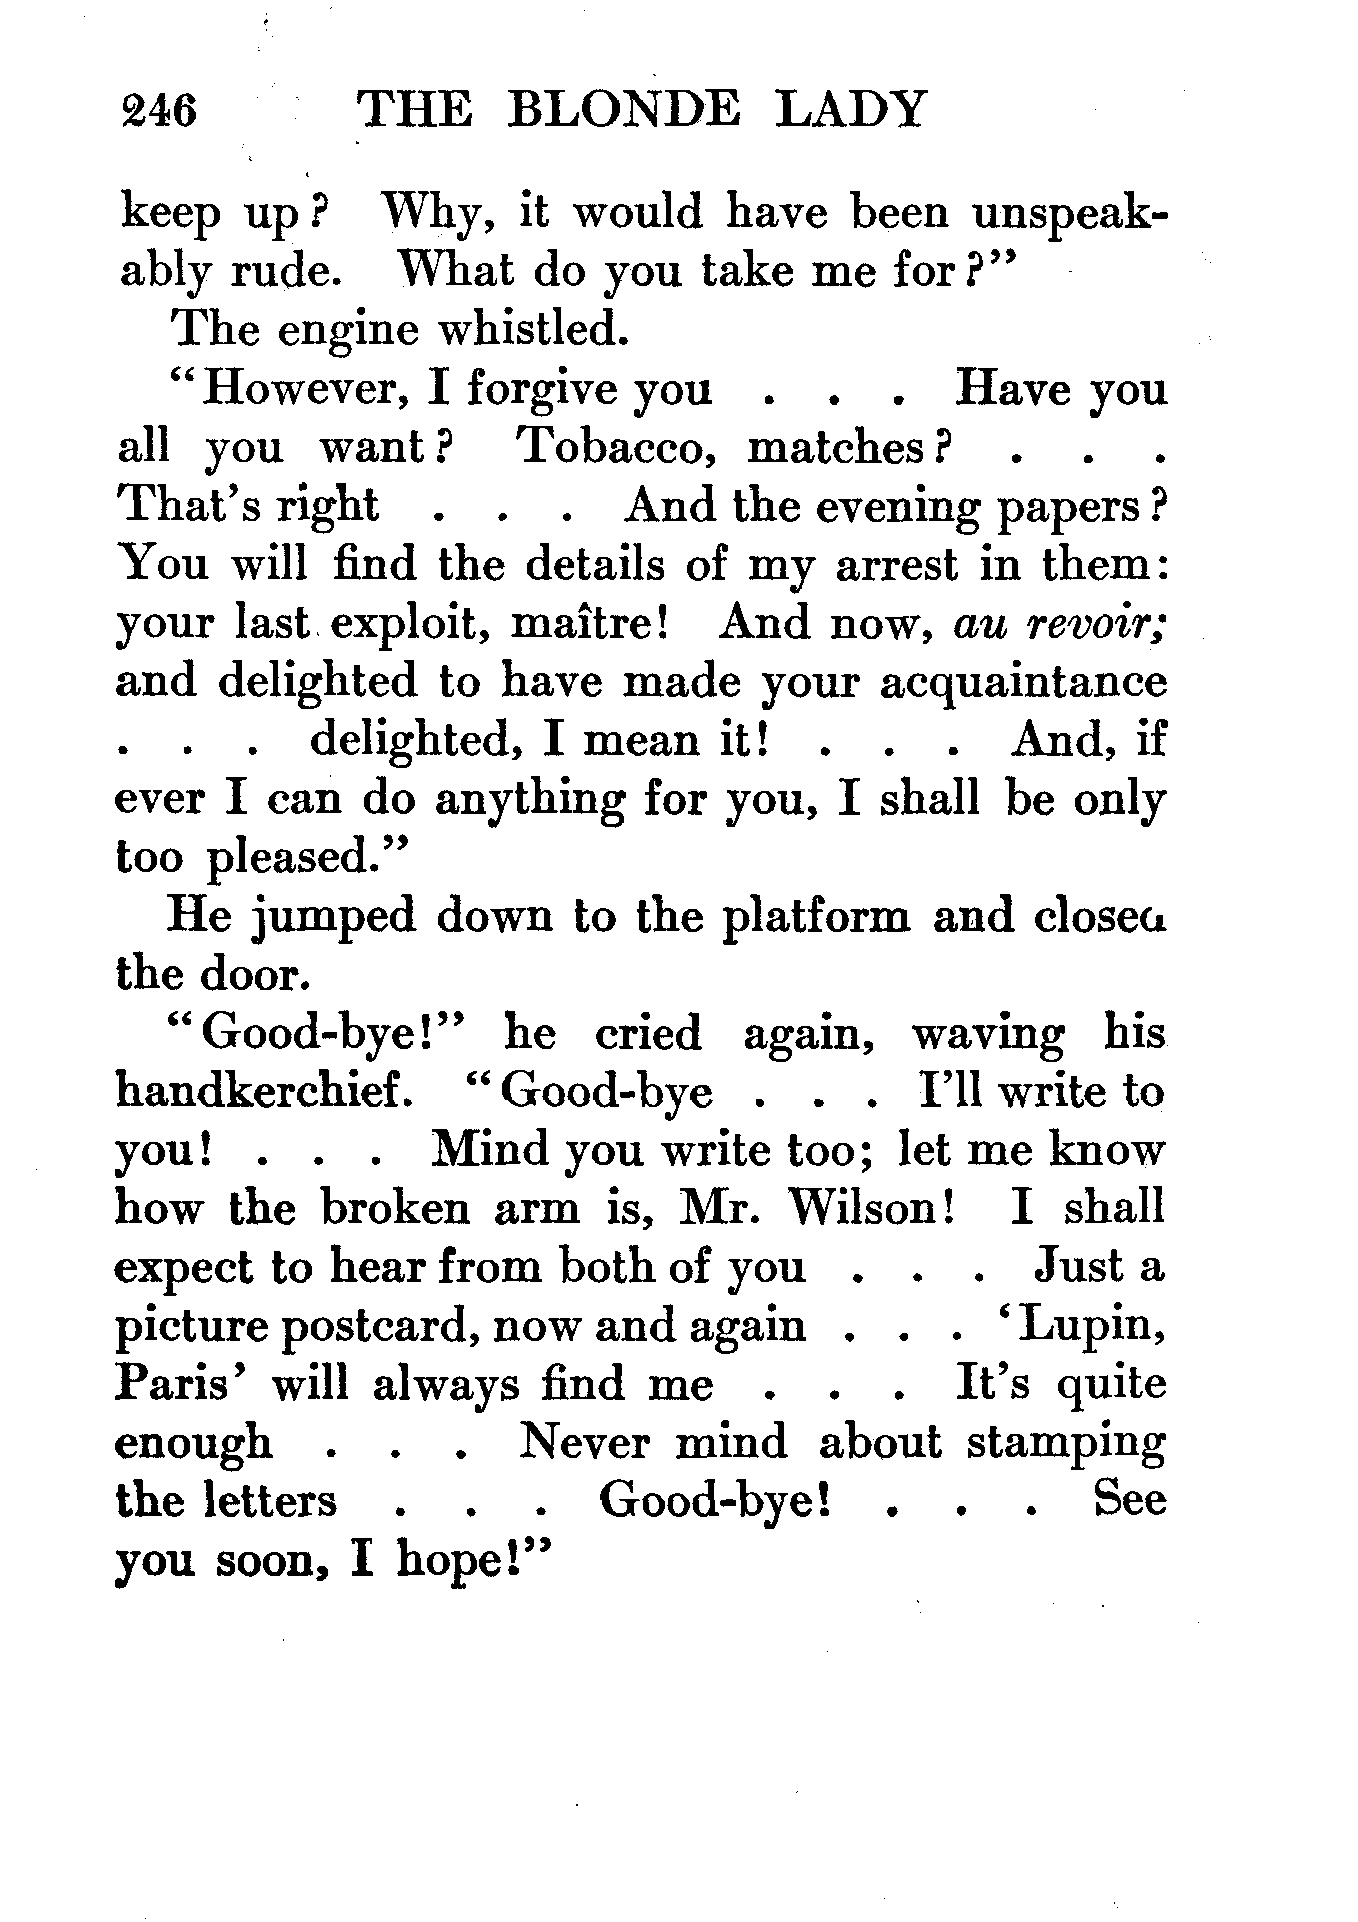 246 THE BLONDE LADY
keep up? Why, it would have been unspeak-
ably rude. What do you take me for?"
The engine whistled.
"However, I forgive you . . . Have you
all you want? Tobacco, matches? . . .
That's right . . . And the evening papers?
You will find the details of my arrest in them:
your last exploit, maître! And now, au revoir;
and delighted to have made your acquaintance
. . . delighted, I mean it! . . . And, if
ever I can do anything for you, I shall be only
too pleased."
He jumped down to the platform and closed
the door.
"Good-bye!" he cried again, waving his
handkerchief. "Good-bye . . . I'll write to
you! . . . Mind you write too; let me know
how the broken arm is, Mr. Wilson! I shall
expect to hear from both of you . . . Just a
picture postcard, now and again . . . 'Lupin,
Paris' will always find me . . . It's quite
enough . . . Never mind about stamping
the letters . . . Good-bye! . . . See
you soon, I hope!"